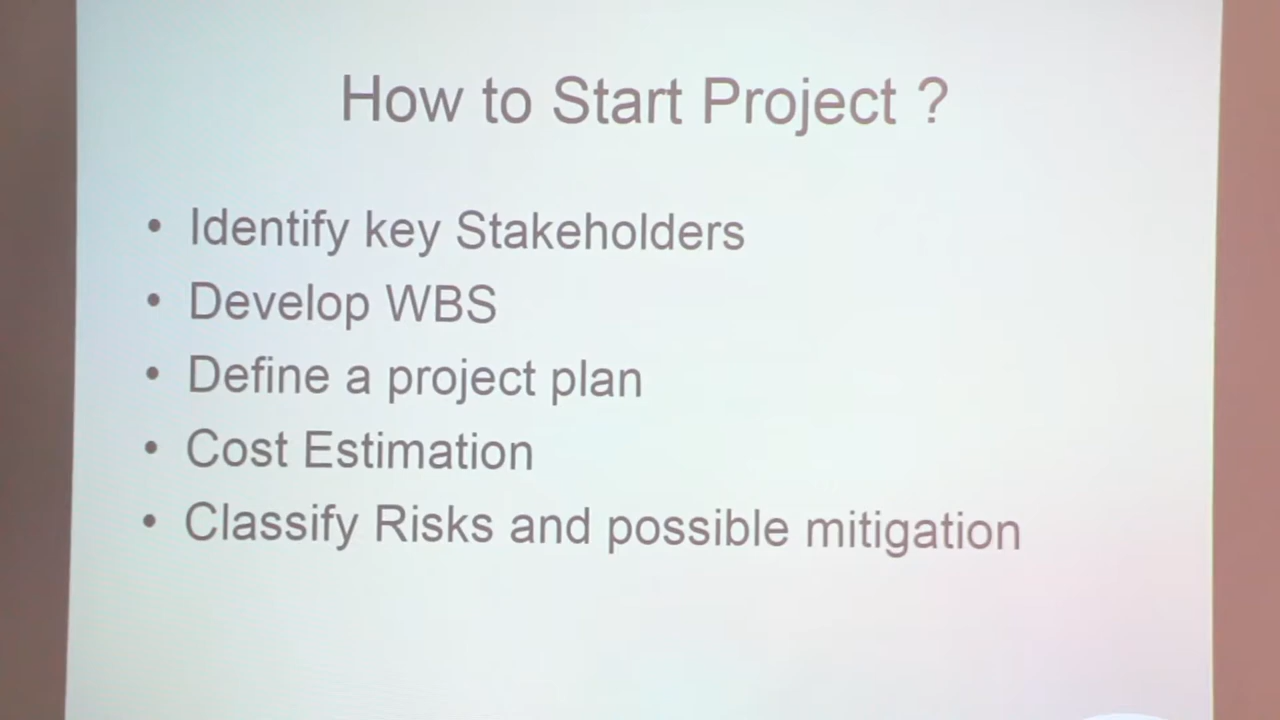 How to Start Project ?
• Identify key Stakeholders
• Develop WBS
• Define a project plan
• Cost Estimation
• Classify Risks and possible mitigation